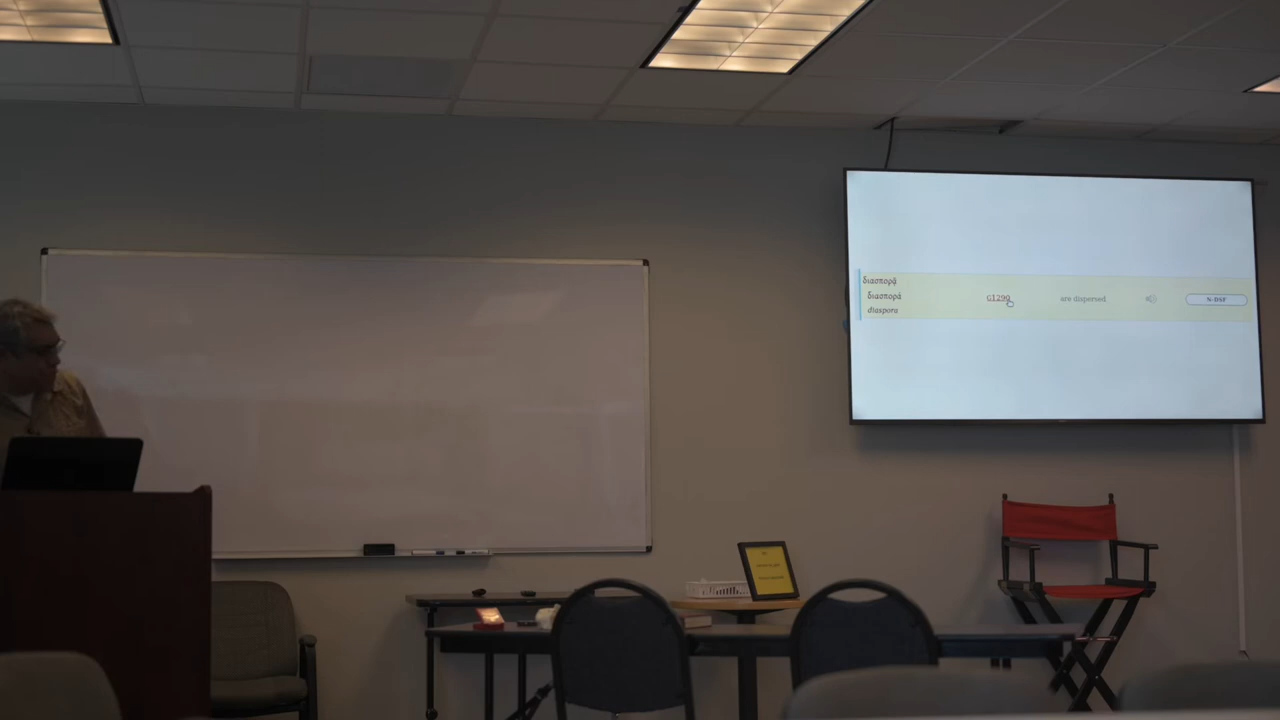 διασπορᾷ
διασπορά
diaspora
G1290
are dispersed
N-DSF